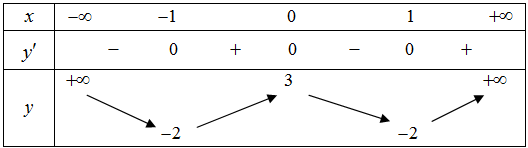 x −∞ −1 0 1 +∞
y′ − 0 + 0 − 0 +
+∞ 3 +∞
y
−2 −2